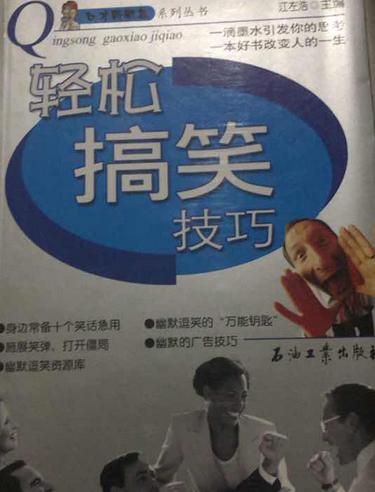 系列丛书
江左浩 主编
Qingsong gaoxiao jiqiao
一滴墨水引发你的思考
一本好书改变人的一生
轻松
搞笑
技巧
●身边常备十个笑话急用
●幽默逗笑的“万能钥匙”
●施展笑弹、打开僵局
●幽默的广告技巧
●幽默逗笑资源库
石油工业出版社